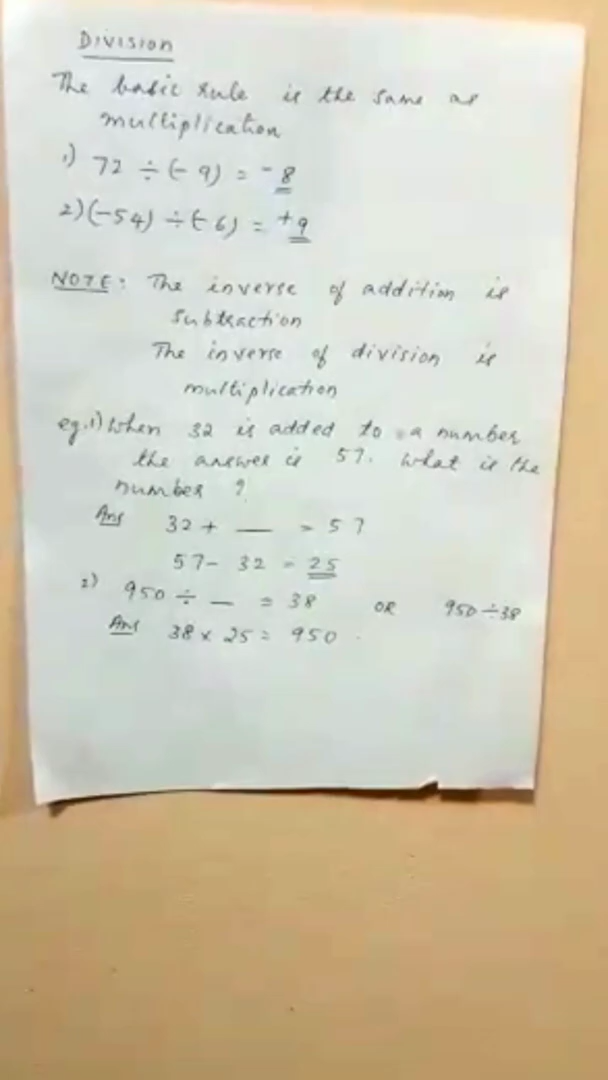 DIVISION
The basic rule is the same as
multiplication
1) 72 ÷ (- 9) = - 8
2) (-54) ÷ (- 6) = + 9
NOTE: The inverse of addition is
subtraction
The inverse of division is
multiplication
eg.1) When 32 is added to a number
the answer is 57. What is the
number ?
Ans 32 + __ = 57
57 - 32 = 25
2) 950 ÷ __ = 38 OR 950 ÷ 38
Ans 38 x 25 = 950.